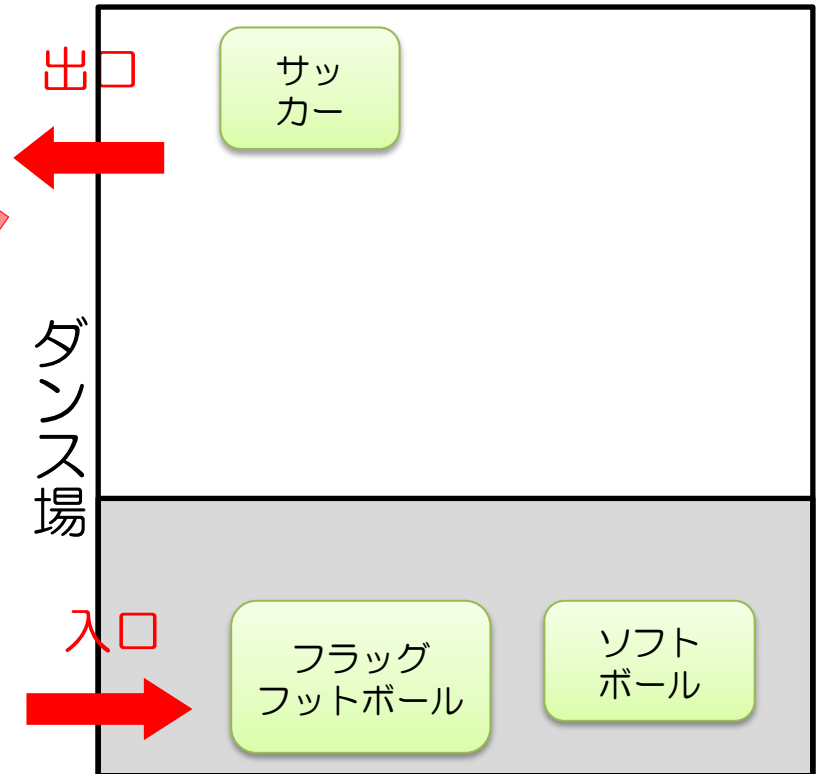 出口
サッ
カー
ダンス場
入口
フラッグ
フットボール
ソフト
ボール